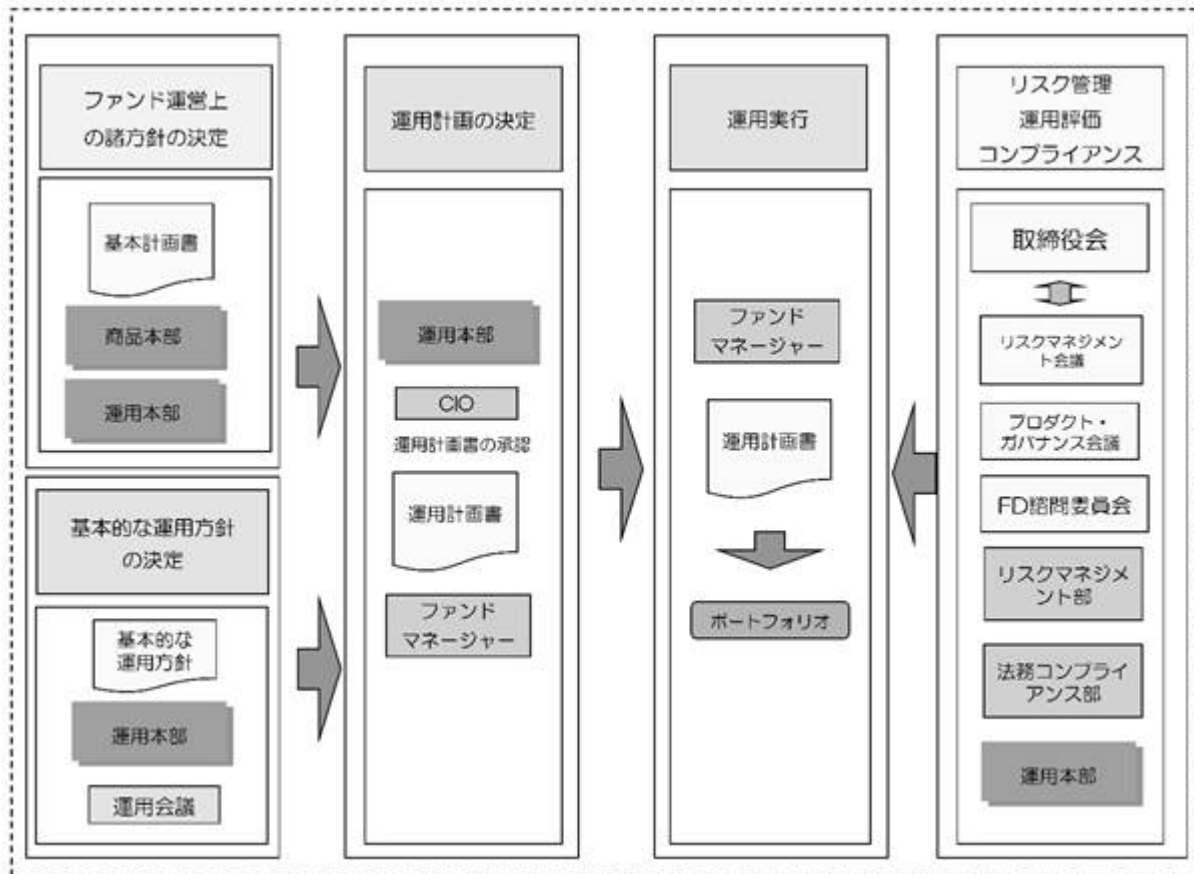 ファンド運営上
の諸方針の決定
基本計画書
商品本部
運用本部
基本的な運用方針
の決定
基本的な
運用方針
運用本部
運用会議
運用計画の決定
運用本部
CIO
運用計画書の承認
運用計画書
ファンド
マネージャー
運用実行
ファンド
マネージャー
運用計画書
ポートフォリオ
リスク管理
運用評価
コンプライアンス
取締役会
リスクマネジメン
ト会議
プロダクト・
ガバナンス会議
FD諮問委員会
リスクマネジメ
ント部
法務コンプライ
アンス部
運用本部